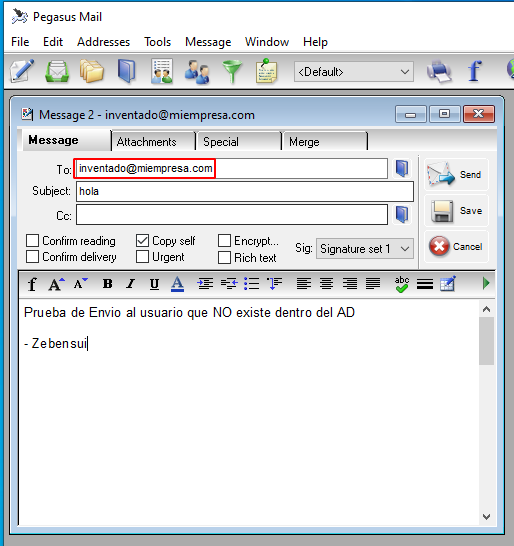 Pegasus Mail
File Edit Addresses Tools Message Window Help
<Default>
Message 2 - inventado@miempresa.com
Message Attachments Special Merge
To: inventado@miempresa.com
Send
Subject: hola
Save
Cc:
Confirm reading Copy self Encrypt... Sig: Signature set 1 Cancel
Confirm delivery Urgent Rich text
f A A B I U A abc
Prueba de Envio al usuario que NO existe dentro del AD
- Zebensui